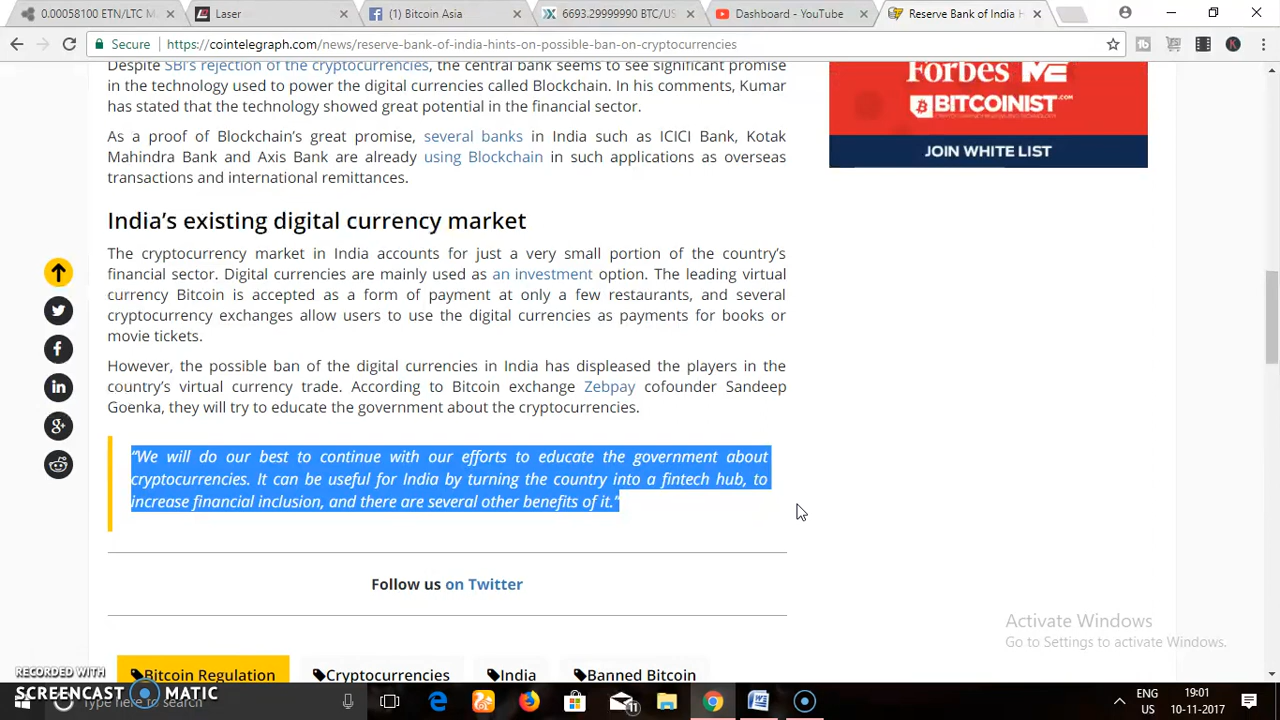 0.00058100 ETN/LTC M
Laser
(1) Bitcoin Asia
6693.29999990 BTC/US
Dashboard - YouTube
Reserve Bank of India H
Secure
https://cointelegraph.com/news/reserve-bank-of-india-hints-on-possible-ban-on-cryptocurrencies
Despite SBI's rejection of the cryptocurrencies, the central bank seems to see significant promise
in the technology used to power the digital currencies called Blockchain. In his comments, Kumar
has stated that the technology showed great potential in the financial sector.
As a proof of Blockchain's great promise, several banks in India such as ICICI Bank, Kotak
Mahindra Bank and Axis Bank are already using Blockchain in such applications as overseas
transactions and international remittances.
India's existing digital currency market
The cryptocurrency market in India accounts for just a very small portion of the country's
financial sector. Digital currencies are mainly used as an investment option. The leading virtual
currency Bitcoin is accepted as a form of payment at only a few restaurants, and several
cryptocurrency exchanges allow users to use the digital currencies as payments for books or
movie tickets.
However, the possible ban of the digital currencies in India has displeased the players in the
country's virtual currency trade. According to Bitcoin exchange Zebpay cofounder Sandeep
Goenka, they will try to educate the government about the cryptocurrencies.
"We will do our best to continue with our efforts to educate the government about
cryptocurrencies. It can be useful for India by turning the country into a fintech hub, to
increase financial inclusion, and there are several other benefits of it."
Follow us on Twitter
Bitcoin Regulation
Cryptocurrencies
India
Banned Bitcoin
Forbes ME
BITCOINIST.COM
JOIN WHITE LIST
Activate Windows
Go to Settings to activate Windows.
RECORDED WITH
SCREENCAST MATIC
Type here to search
11
ENG
US
19:01
10-11-2017